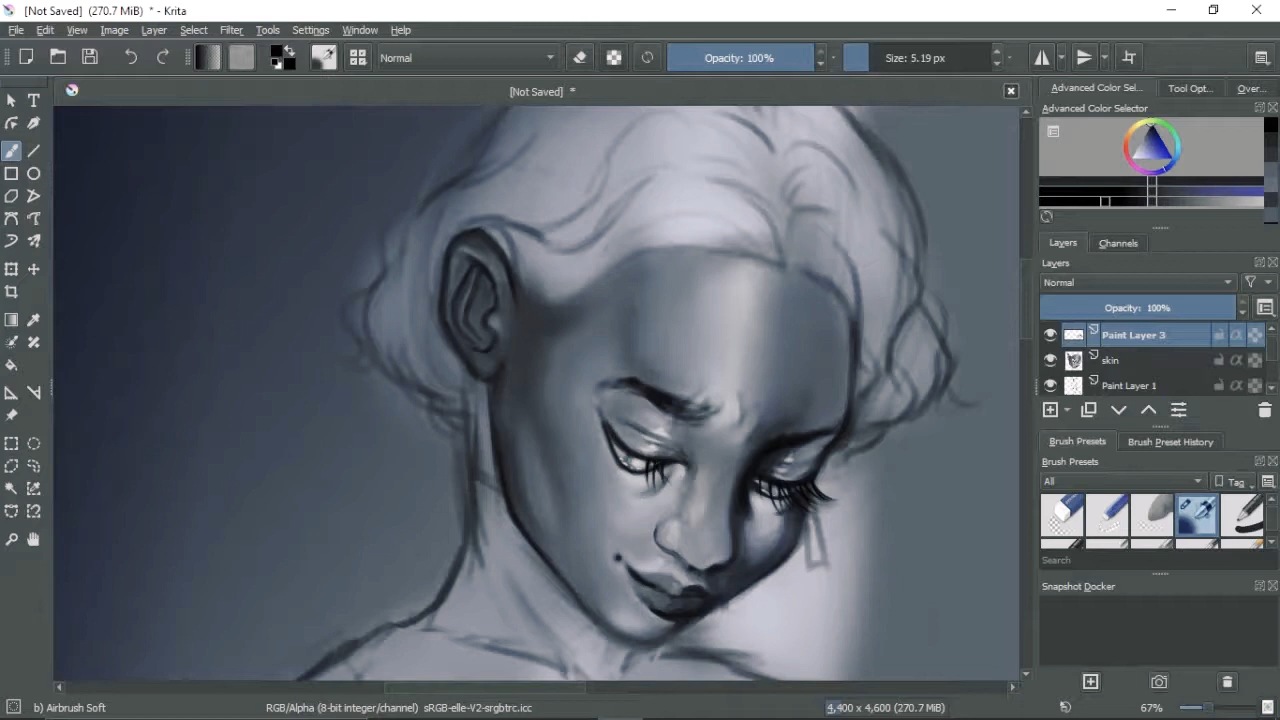 [Not Saved] (270.7 MiB) * - Krita
File Edit View Image Layer Select Filter Tools Settings Window Help
Normal Opacity: 100% Size: 5.19 px
[Not Saved] *
Advanced Color Sel... Tool Opt... Over...
Advanced Color Selector
Layers Channels
Layers
Normal
Opacity: 100%
Paint Layer 3
skin
Paint Layer 1
Brush Presets Brush Preset History
Brush Presets
All Tag
Search
Snapshot Docker
b) Airbrush Soft RGB/Alpha (8-bit integer/channel) sRGB-elle-V2-srgbtrc.icc 4,400 x 4,600 (270.7 MiB) 67%